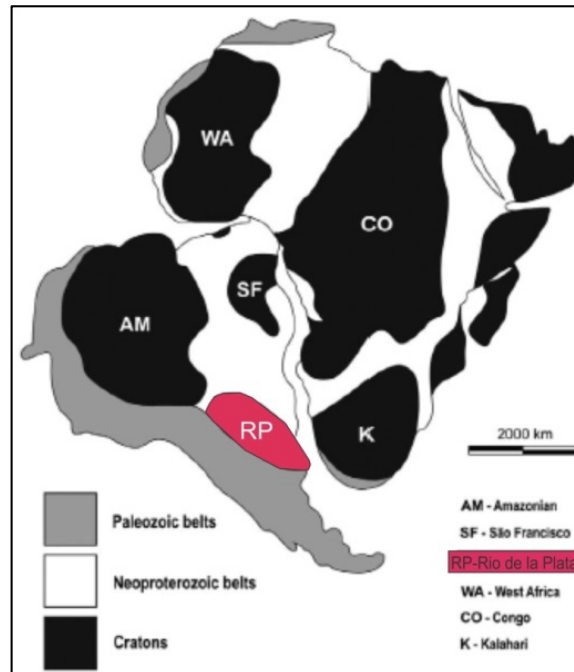 WA
CO
SF
AM
RP
K
2000 km
Paleozoic belts
Neoproterozoic belts
Cratons
AM - Amazonian
SF - São Francisco
RP-Rio de la Plata
WA - West Africa
CO - Congo
K - Kalahari